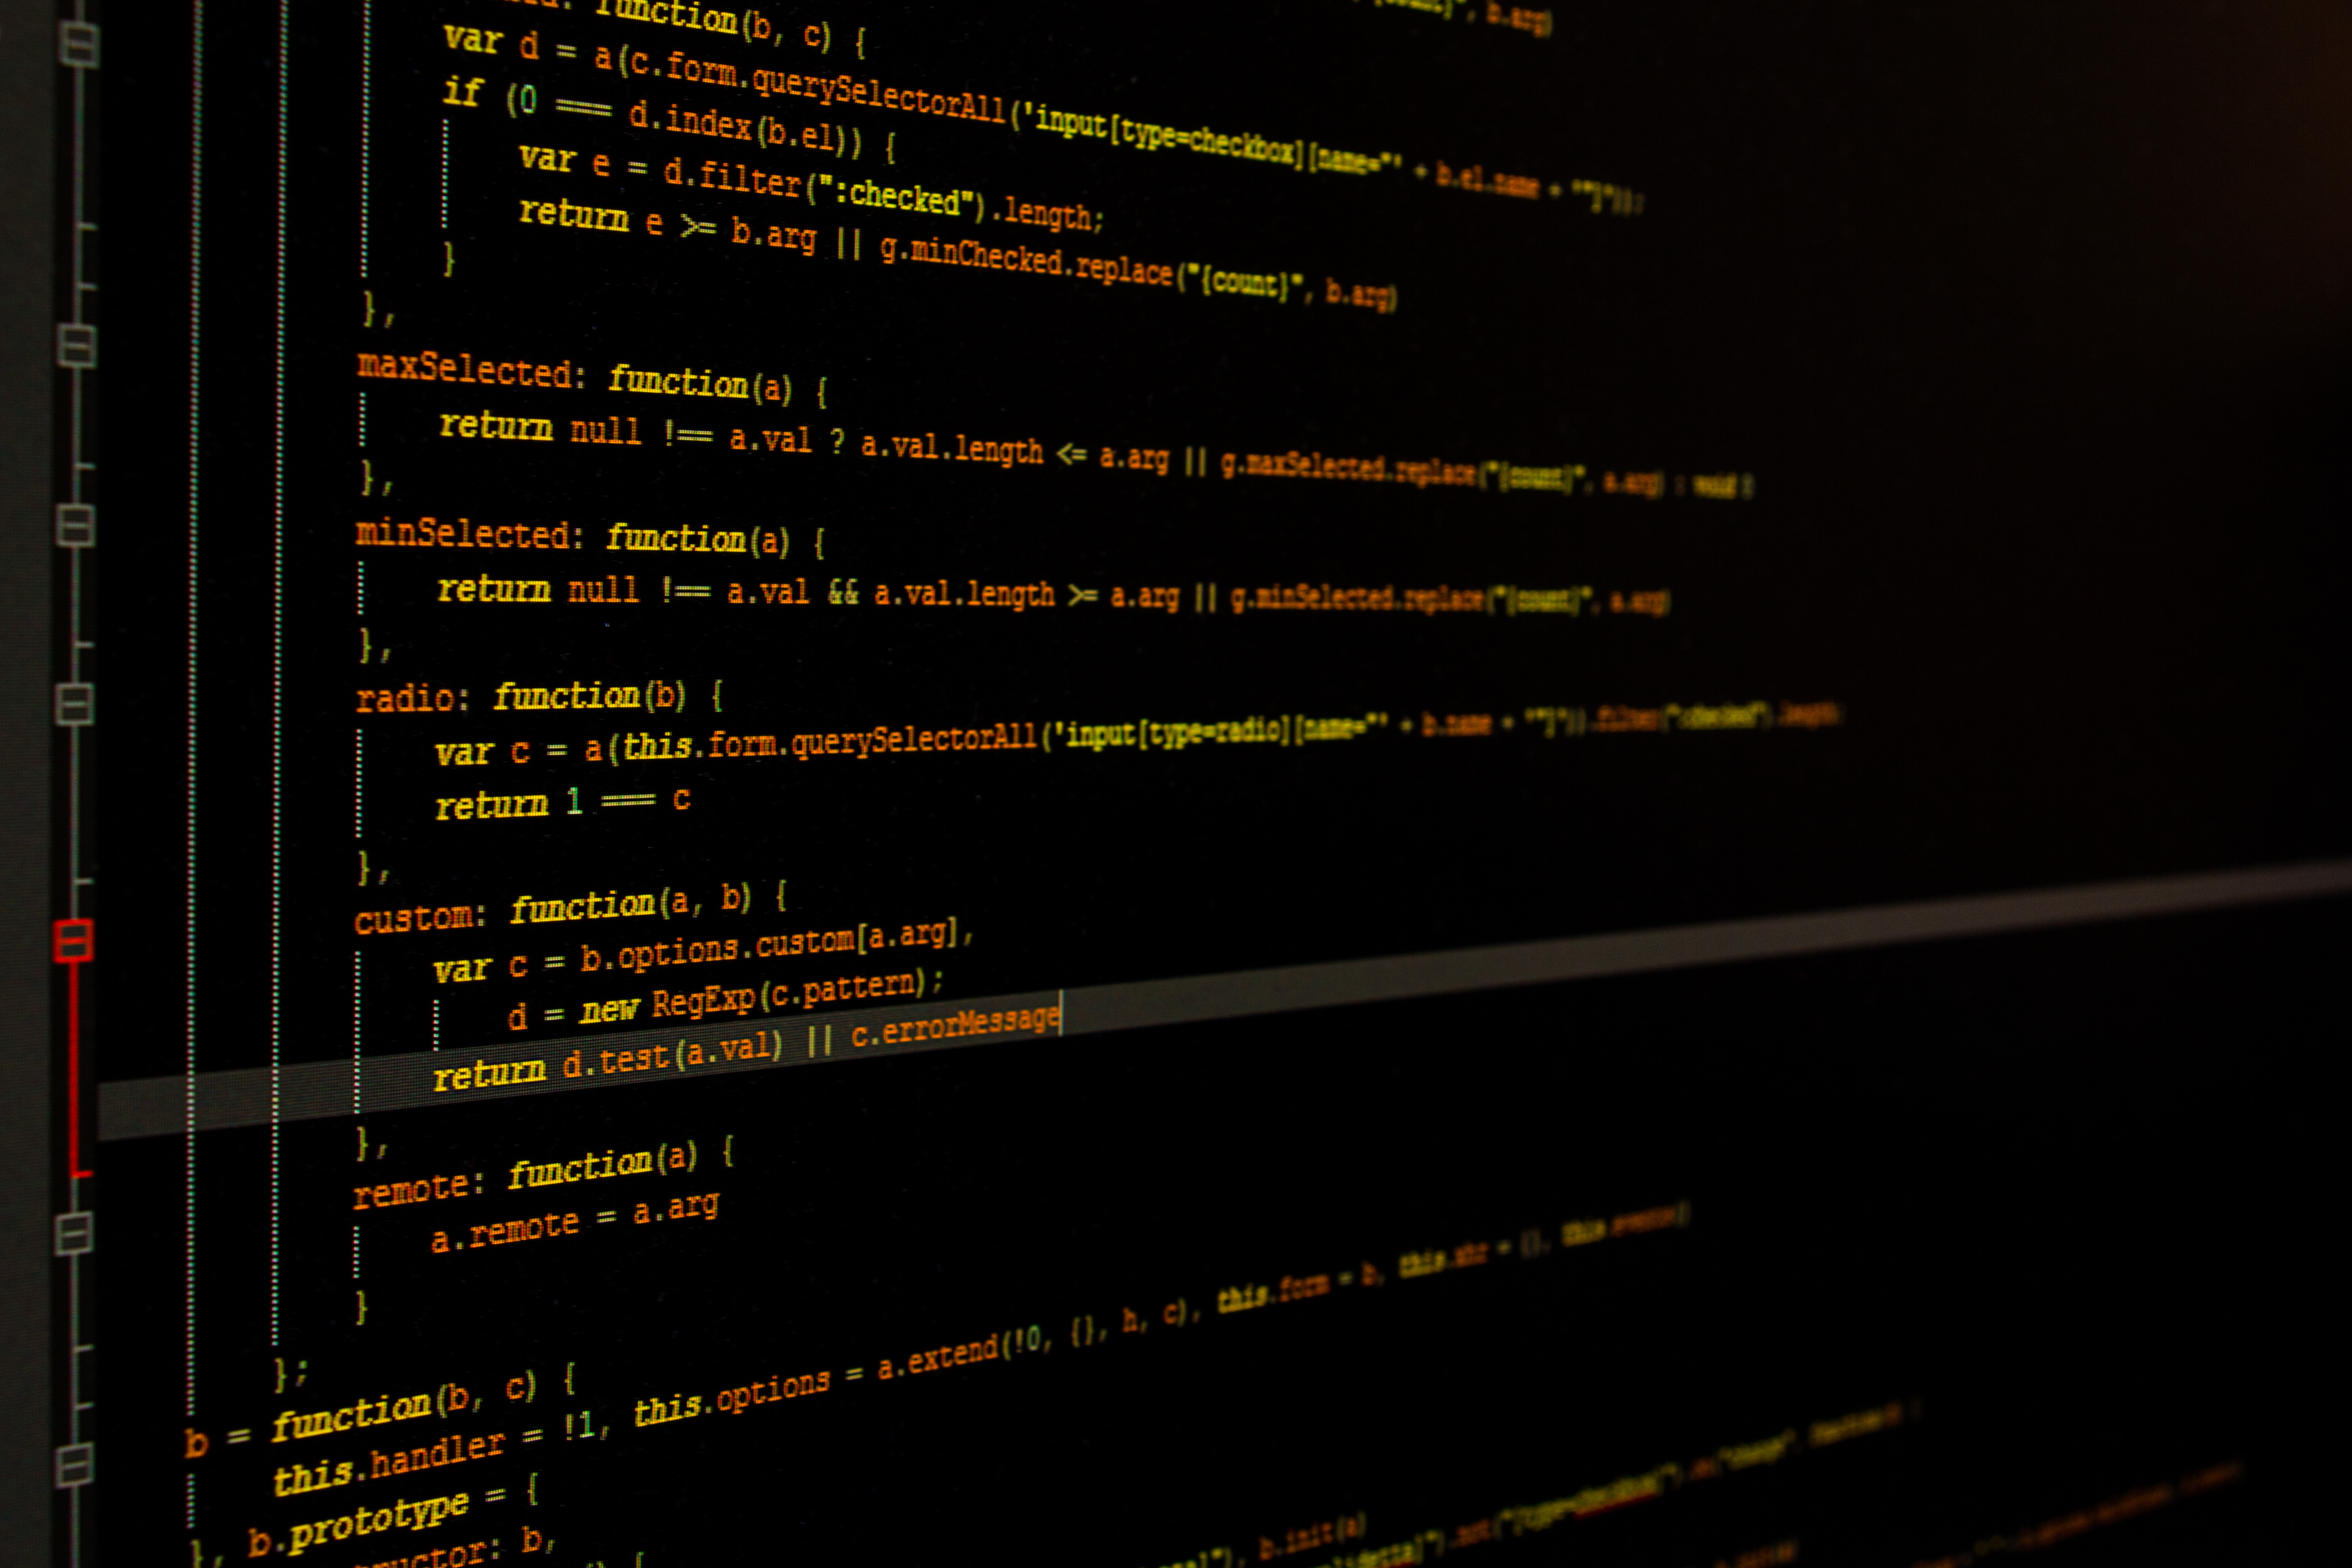 {count}", b.arg)
: function(b, c) {
var d = a(c.form.querySelectorAll('input[type=checkbox][name="' + b.el.name + '"]'));
if (0 === d.index(b.el)) {
var e = d.filter(":checked").length;
return e >= b.arg || g.minChecked.replace("{count}", b.arg)
}
},
maxSelected: function(a) {
return null !== a.val ? a.val.length <= a.arg || g.maxSelected.replace("{count}", a.arg) : void 0
},
minSelected: function(a) {
return null !== a.val && a.val.length >= a.arg || g.minSelected.replace("{count}", a.arg)
},
radio: function(b) {
var c = a(this.form.querySelectorAll('input[type=radio][name="' + b.name + '"]')).filter(":checked").length;
return 1 === c
},
custom: function(a, b) {
var c = b.options.custom[a.arg],
d = new RegExp(c.pattern);
return d.test(a.val) || c.errorMessage
},
remote: function(a) {
a.remote = a.arg
}
};
b = function(b, c) {
this.handler = !1, this.options = a.extend(!0, {}, h, c), this.form = b, this.xhr = {}, this.events()
}, b.prototype = {
b,
b.init(a)